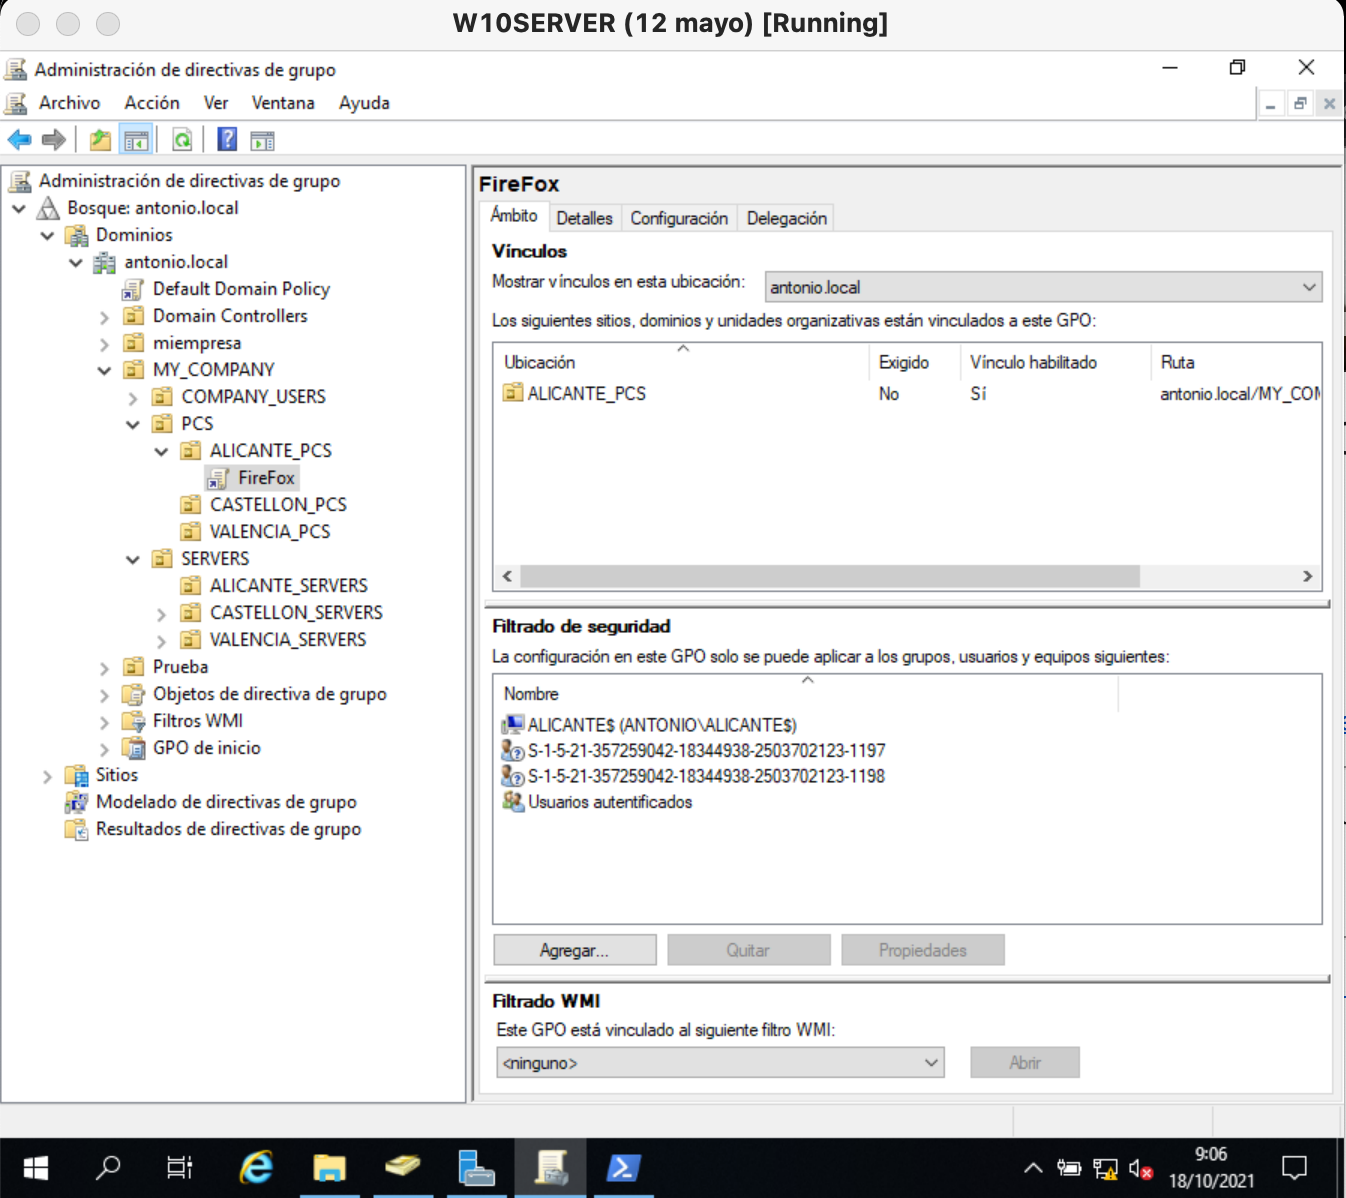 W10SERVER (12 mayo) [Running]
Administración de directivas de grupo
Archivo Acción Ver Ventana Ayuda
Administración de directivas de grupo
Bosque: antonio.local
Dominios
antonio.local
Default Domain Policy
Domain Controllers
miempresa
MY_COMPANY
COMPANY_USERS
PCS
ALICANTE_PCS
FireFox
CASTELLON_PCS
VALENCIA_PCS
SERVERS
ALICANTE_SERVERS
CASTELLON_SERVERS
VALENCIA_SERVERS
Prueba
Objetos de directiva de grupo
Filtros WMI
GPO de inicio
Sitios
Modelado de directivas de grupo
Resultados de directivas de grupo
FireFox
Ámbito Detalles Configuración Delegación
Vínculos
Mostrar vínculos en esta ubicación: antonio.local
Los siguientes sitios, dominios y unidades organizativas están vinculados a este GPO:
Ubicación Exigido Vínculo habilitado Ruta
ALICANTE_PCS No Sí antonio.local/MY_COM
Filtrado de seguridad
La configuración en este GPO solo se puede aplicar a los grupos, usuarios y equipos siguientes:
Nombre
ALICANTE$ (ANTONIO\ALICANTE$)
S-1-5-21-357259042-18344938-2503702123-1197
S-1-5-21-357259042-18344938-2503702123-1198
Usuarios autentificados
Agregar... Quitar Propiedades
Filtrado WMI
Este GPO está vinculado al siguiente filtro WMI:
<ninguno> Abrir
9:06
18/10/2021